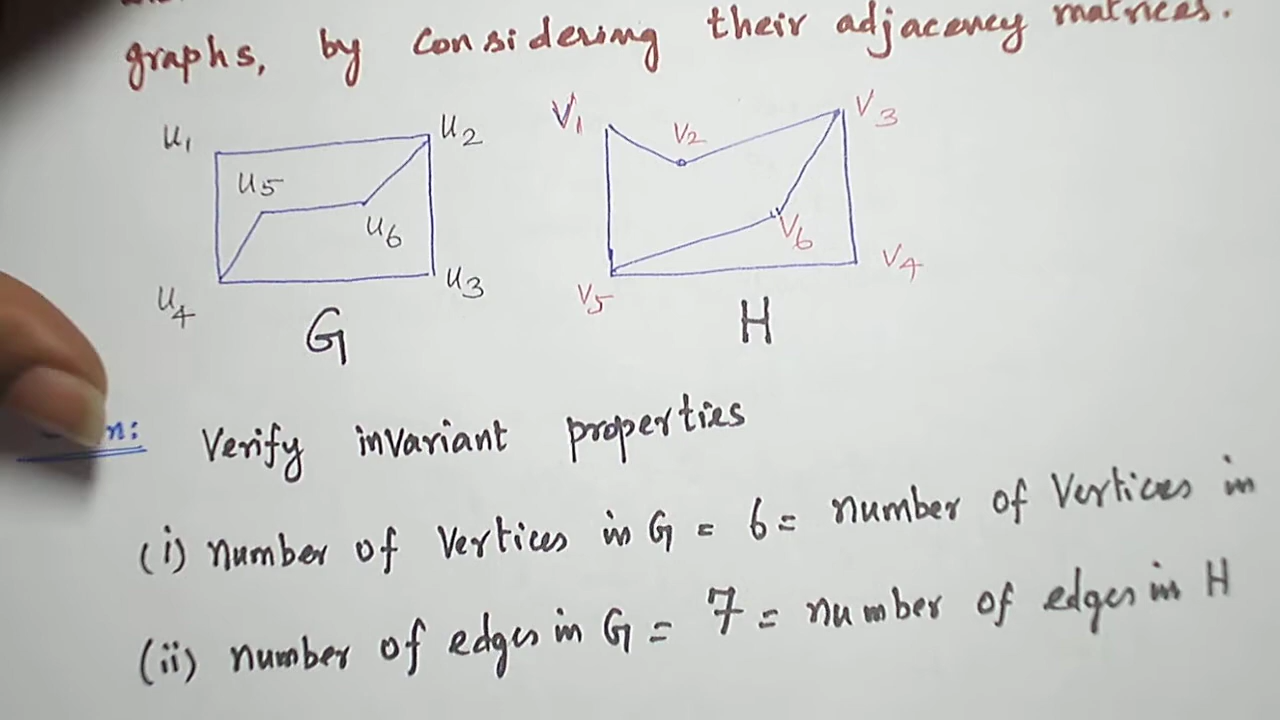 graphs, by considering their adjacency matrices.
U1 U2 V1 V2 V3
U5 U6 V6
U4 U3 V5 V4
G H
n: Verify invariant properties
(i) number of Vertices in G = 6 = number of Vertices in
(ii) number of edges in G = 7 = number of edges in H